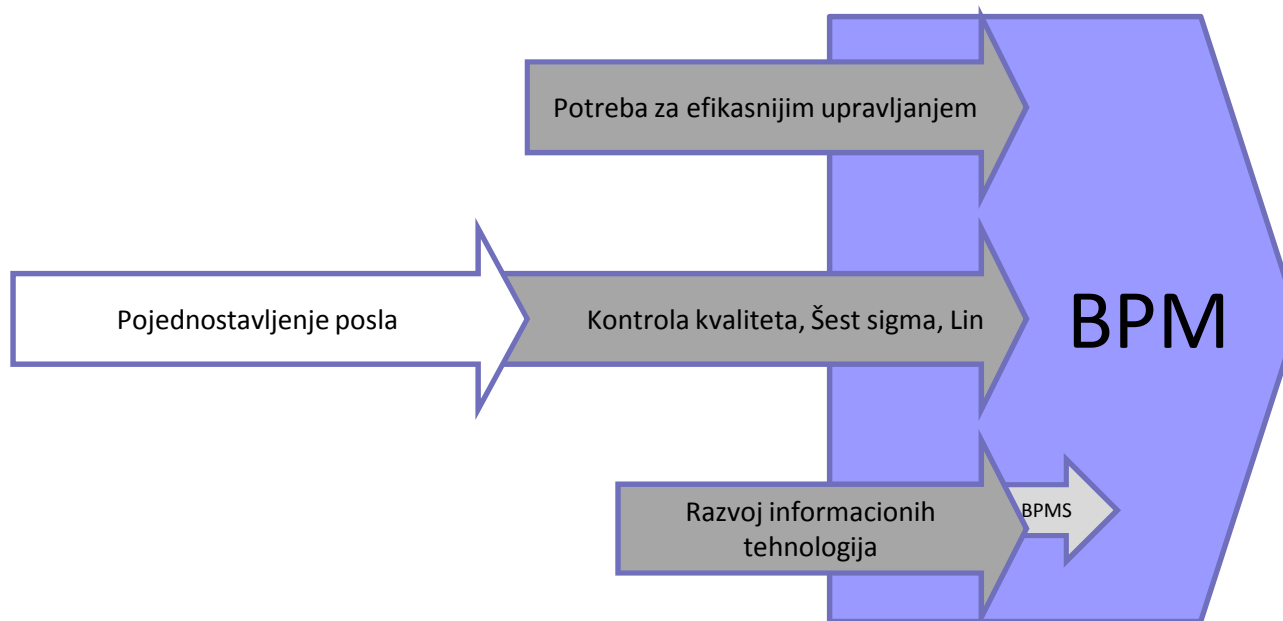 Potreba za efikasnijim upravljanjem
Pojednostavljenje posla
Kontrola kvaliteta, Šest sigma, Lin
BPM
Razvoj informacionih
tehnologija
BPMS